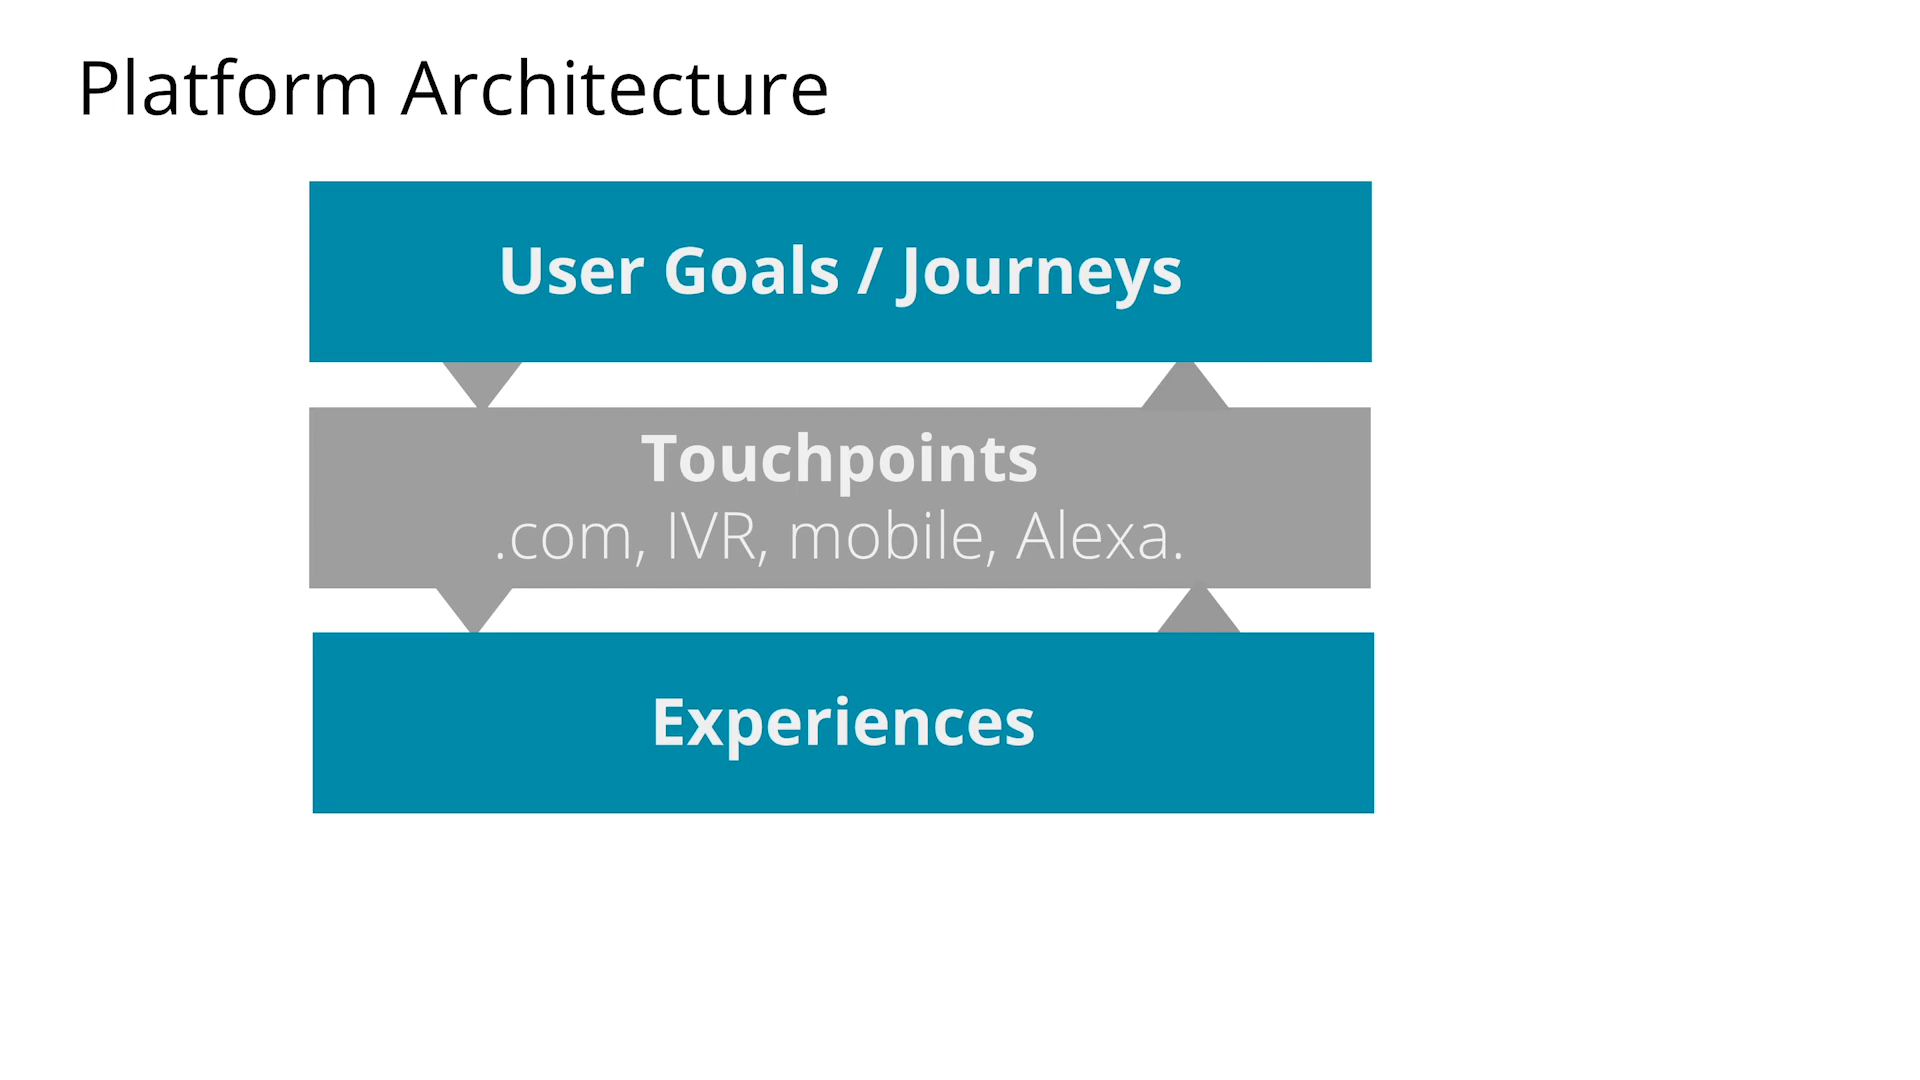 Platform Architecture
User Goals / Journeys
Touchpoints
.com, IVR, mobile, Alexa.
Experiences